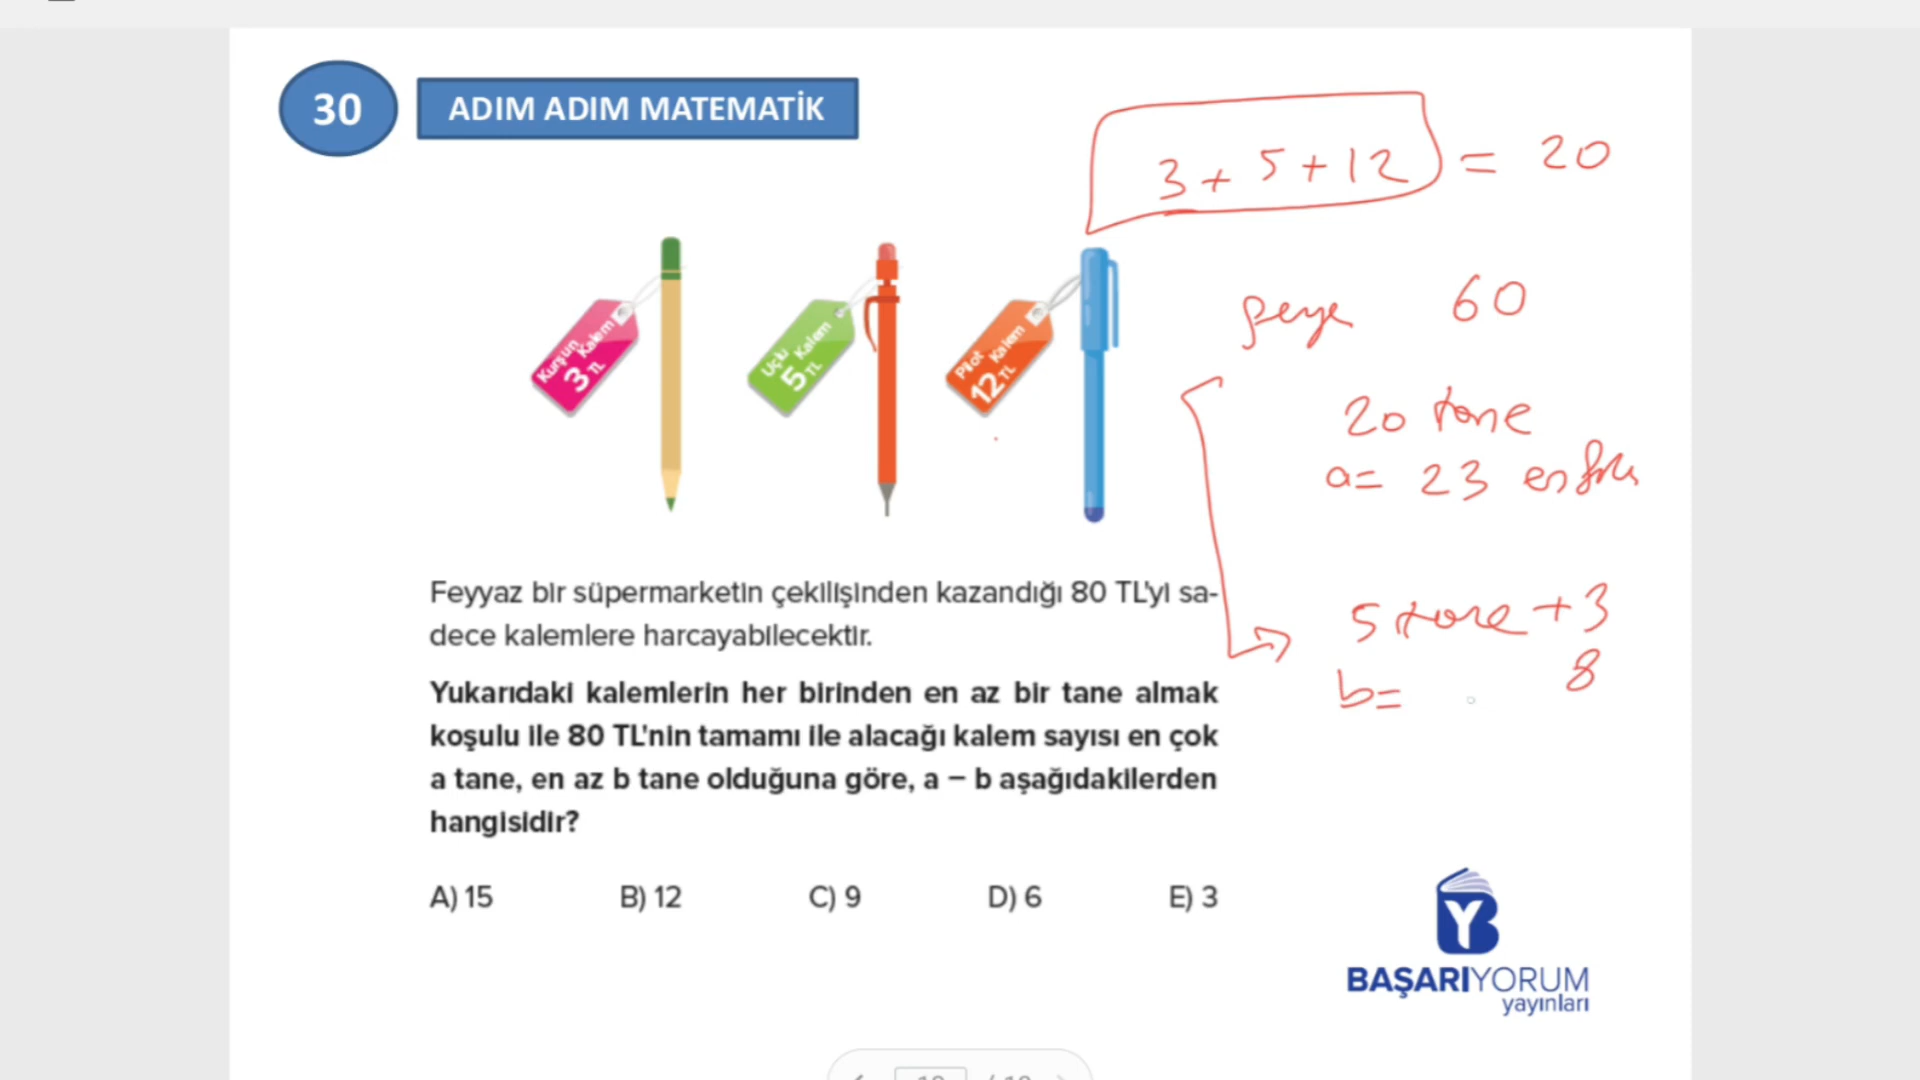 30
ADIM ADIM MATEMATİK
3 + 5 + 12 = 20
Kurşun Kalem 3 TL
Uçlu Kalem 5 TL
Pilot Kalem 12 TL
60
20 tane
a = 23 en
5 tane + 3
b = 8
Feyyaz bir süpermarketin çekilişinden kazandığı 80 TL'yi sa-
dece kalemlere harcayabilecektir.
Yukarıdaki kalemlerin her birinden en az bir tane almak
koşulu ile 80 TL'nin tamamı ile alacağı kalem sayısı en çok
a tane, en az b tane olduğuna göre, a – b aşağıdakilerden
hangisidir?
A) 15 B) 12 C) 9 D) 6 E) 3
BAŞARIYORUM
yayınları